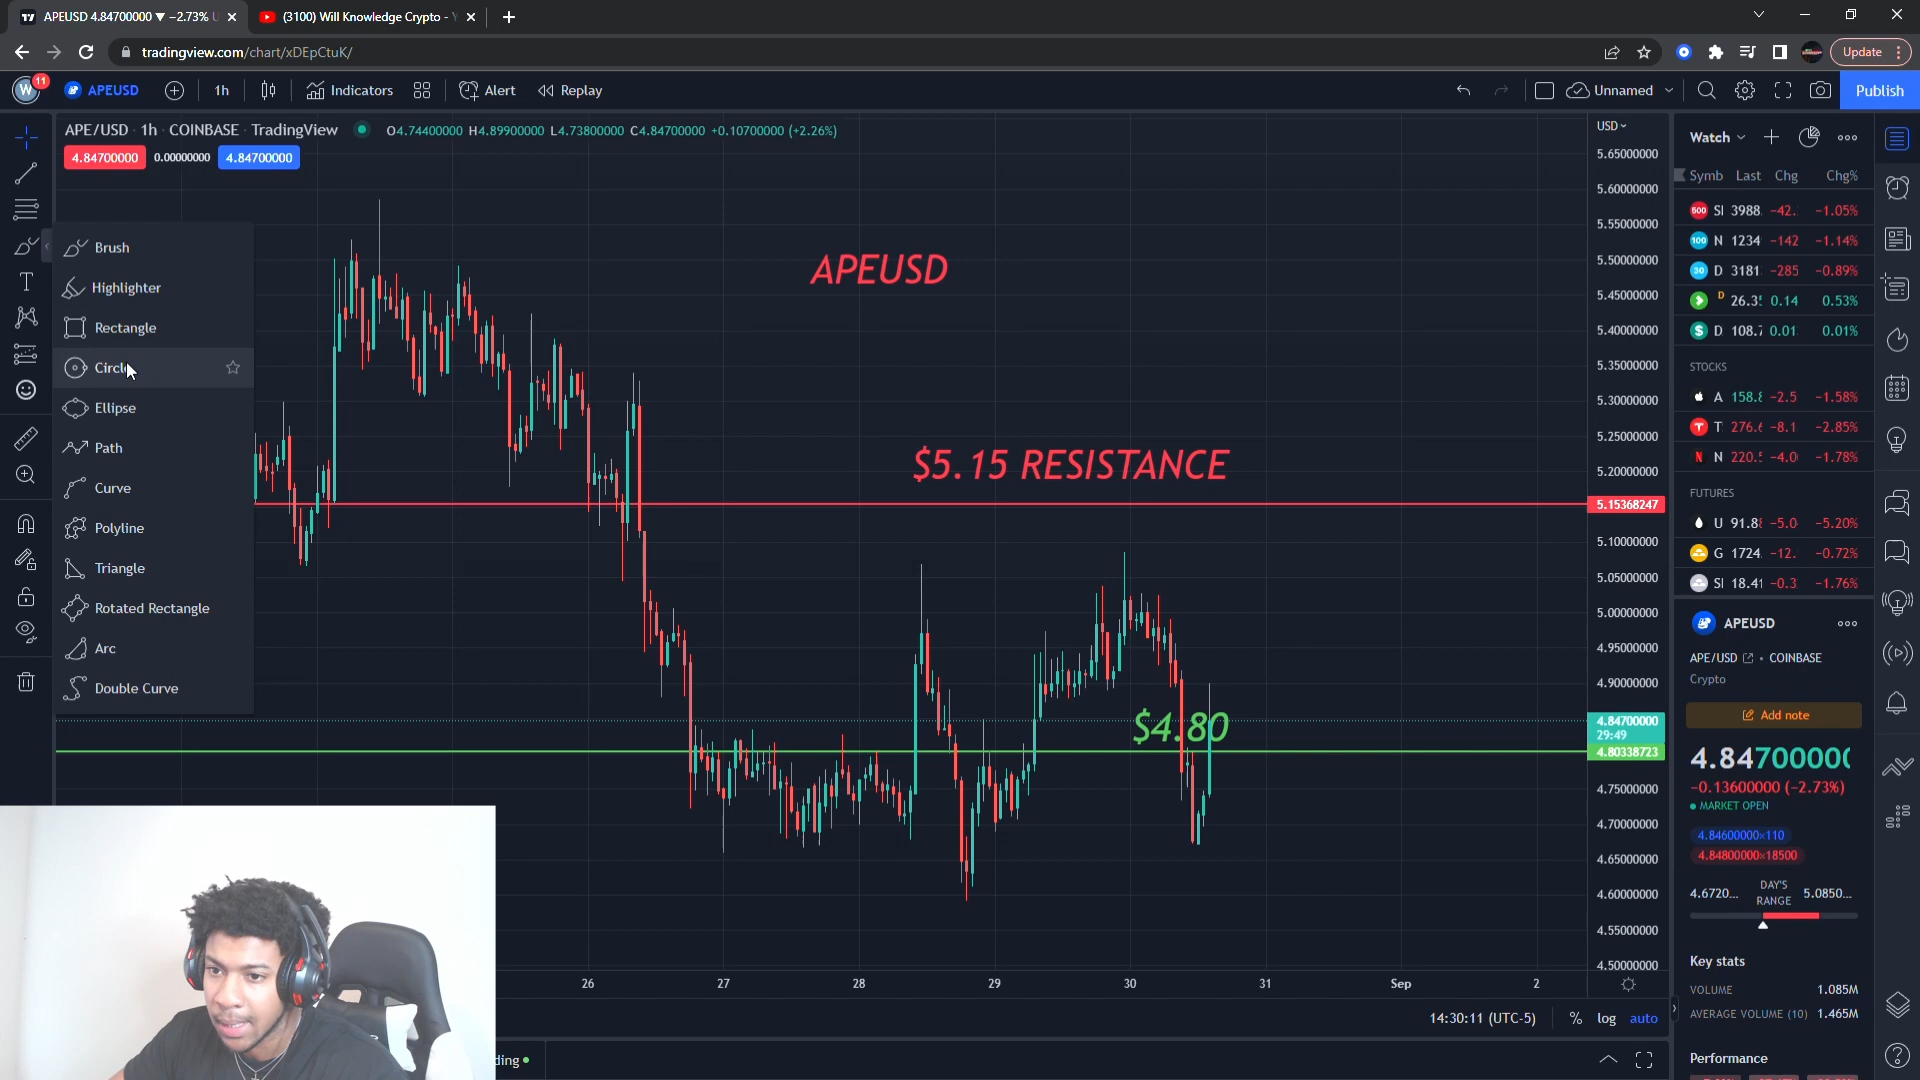 APEUSD 4.84700000 ▼ −2.73% U
(3100) Will Knowledge Crypto - Y
tradingview.com/chart/xDEpCtuK/
Update
W
11
APEUSD
1h
Indicators
Alert
Replay
Unnamed
Publish
APE/USD · 1h · COINBASE · TradingView
O4.74400000 H4.89900000 L4.73800000 C4.84700000 +0.10700000 (+2.26%)
4.84700000
0.00000000
4.84700000
Brush
Highlighter
Rectangle
Circle
Ellipse
Path
Curve
Polyline
Triangle
Rotated Rectangle
Arc
Double Curve
APEUSD
$5.15 RESISTANCE
$4.80
USD
5.65000000
5.60000000
5.55000000
5.50000000
5.45000000
5.40000000
5.35000000
5.30000000
5.25000000
5.20000000
5.15368247
5.10000000
5.05000000
5.00000000
4.95000000
4.90000000
4.84700000
29:49
4.80338723
4.75000000
4.70000000
4.65000000
4.60000000
4.55000000
4.50000000
26
27
28
29
30
31
Sep
2
14:30:11 (UTC-5)
%
log
auto
ding
Watch
Symb Last Chg Chg%
500 SI 3988. −42. −1.05%
100 N 1234 −142 −1.14%
30 D 3181 −285 −0.89%
D 26.3 0.14 0.53%
$ D 108. 0.01 0.01%
STOCKS
A 158.8 −2.5 −1.58%
T 276.6 −8.1 −2.85%
N 220.5 −4.0 −1.78%
FUTURES
U 91.8 −5.0 −5.20%
G 1724. −12. −0.72%
SI 18.41 −0.3 −1.76%
APEUSD
APE/USD • COINBASE
Crypto
Add note
4.84700000
−0.13600000 (−2.73%)
MARKET OPEN
4.84600000×110
4.84800000×18500
4.6720... DAY'S RANGE 5.0850...
Key stats
VOLUME 1.085M
AVERAGE VOLUME (10) 1.465M
Performance